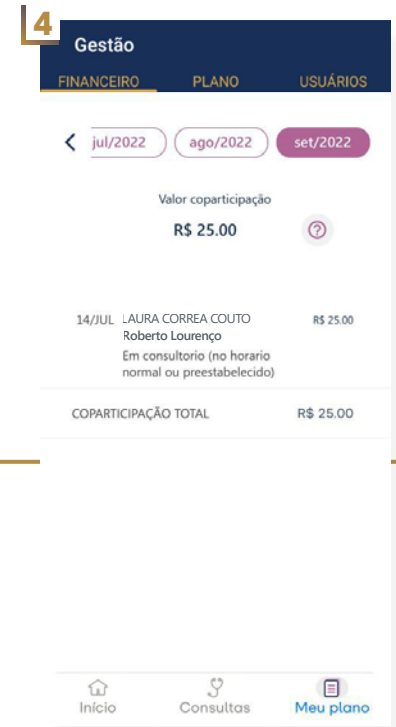 4
Gestão
FINANCEIRO PLANO USUÁRIOS
jul/2022 ago/2022 set/2022
Valor coparticipação
R$ 25.00 ?
14/JUL LAURA CORREA COUTO R$ 25.00
Roberto Lourenço
Em consultorio (no horario
normal ou preestabelecido)
COPARTICIPAÇÃO TOTAL R$ 25.00
Início Consultas Meu plano